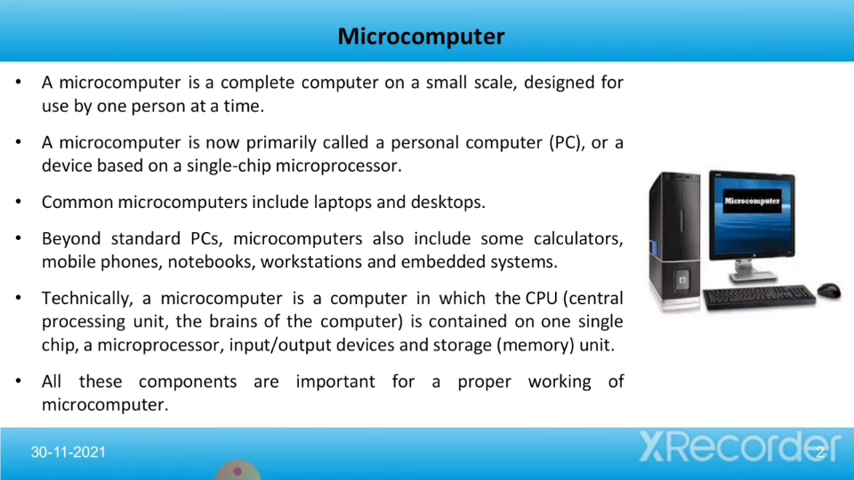 Microcomputer
• A microcomputer is a complete computer on a small scale, designed for
use by one person at a time.
• A microcomputer is now primarily called a personal computer (PC), or a
device based on a single-chip microprocessor.
• Common microcomputers include laptops and desktops.
• Beyond standard PCs, microcomputers also include some calculators,
mobile phones, notebooks, workstations and embedded systems.
• Technically, a microcomputer is a computer in which the CPU (central
processing unit, the brains of the computer) is contained on one single
chip, a microprocessor, input/output devices and storage (memory) unit.
• All these components are important for a proper working of
microcomputer.
Microcomputer
30-11-2021
XRecorder
2